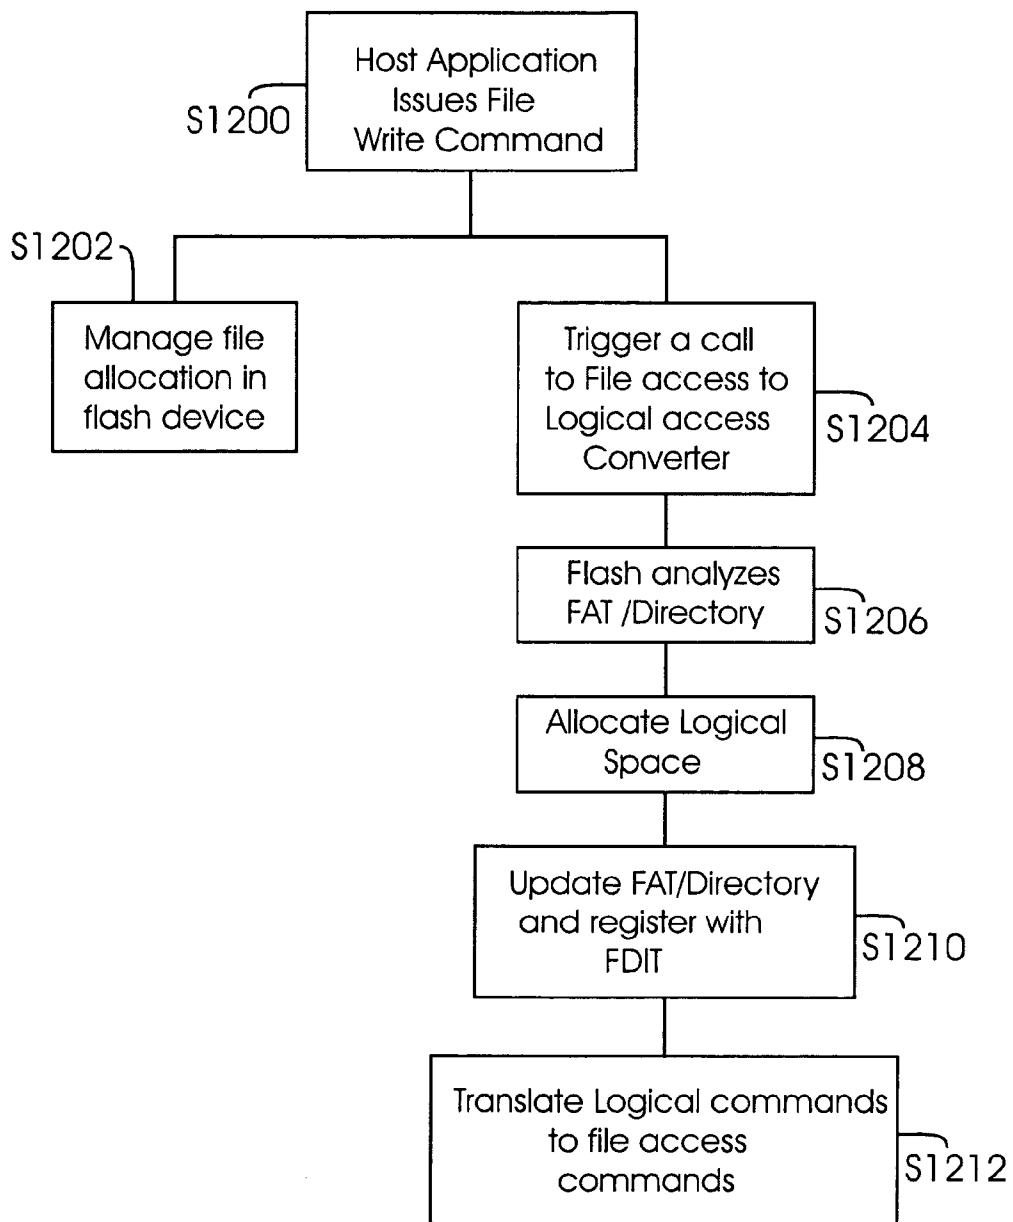 Host Application
Issues File
Write Command
S1200
S1202
Manage file
allocation in
flash device
Trigger a call
to File access to
Logical access
Converter
S1204
Flash analyzes
FAT /Directory
S1206
Allocate Logical
Space
S1208
Update FAT/Directory
and register with
FDIT
S1210
Translate Logical commands
to file access
commands
S1212